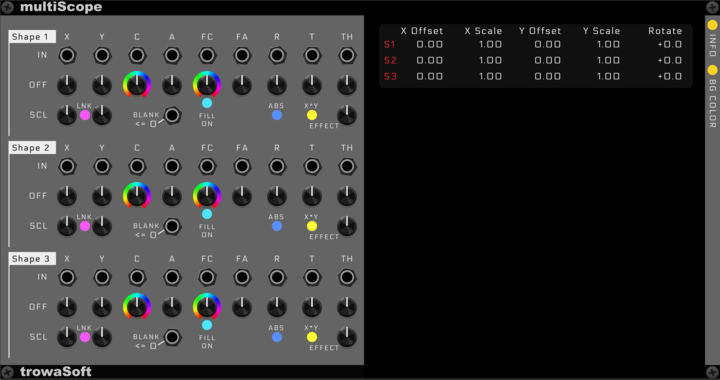 multiScope
Shape 1 X Y C A FC FA R T TH
IN
OFF
SCL LNK BLANK <= 0 FILL ON ABS X*Y EFFECT
Shape 2 X Y C A FC FA R T TH
IN
OFF
SCL LNK BLANK <= 0 FILL ON ABS X*Y EFFECT
Shape 3 X Y C A FC FA R T TH
IN
OFF
SCL LNK BLANK <= 0 FILL ON ABS X*Y EFFECT
trowaSoft
X Offset X Scale Y Offset Y Scale Rotate
S1 0.00 1.00 0.00 1.00 +0.0
S2 0.00 1.00 0.00 1.00 +0.0
S3 0.00 1.00 0.00 1.00 +0.0
INFO
BG COLOR